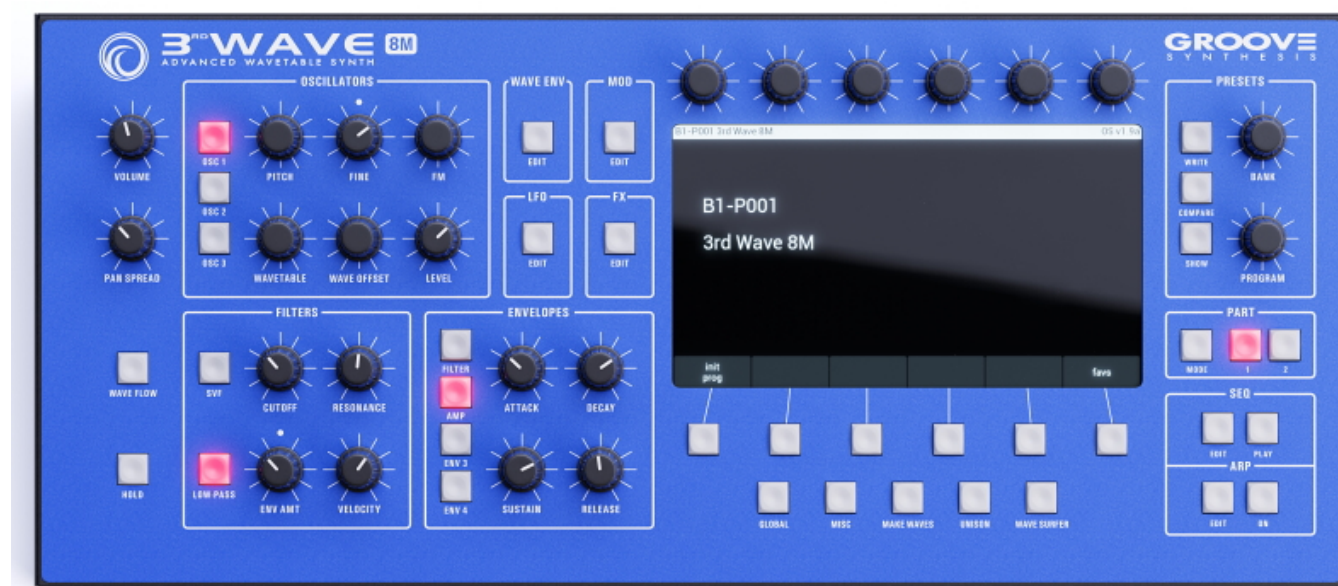 3RD WAVE 8M
ADVANCED WAVETABLE SYNTH
GROOVE
SYNTHESIS
OSCILLATORS
WAVE ENV
MOD
PRESETS
VOLUME
OSC 1
PITCH
FINE
FM
EDIT
EDIT
WRITE
BANK
OSC 2
LFO
FX
COMPARE
PAN SPREAD
OSC 3
WAVETABLE
WAVE OFFSET
LEVEL
EDIT
EDIT
SHOW
PROGRAM
B1-P001 3rd Wave 8M
OS v1.9a
B1-P001
3rd Wave 8M
init
prog
favs
FILTERS
ENVELOPES
PART
WAVE FLOW
SVF
CUTOFF
RESONANCE
FILTER
AMP
ATTACK
DECAY
MODE
1
2
HOLD
LOW PASS
ENV AMT
VELOCITY
ENV 3
ENV 4
SUSTAIN
RELEASE
SEQ
EDIT
PLAY
ARP
EDIT
ON
GLOBAL
MISC
MAKE WAVES
UNISON
WAVE SURFER